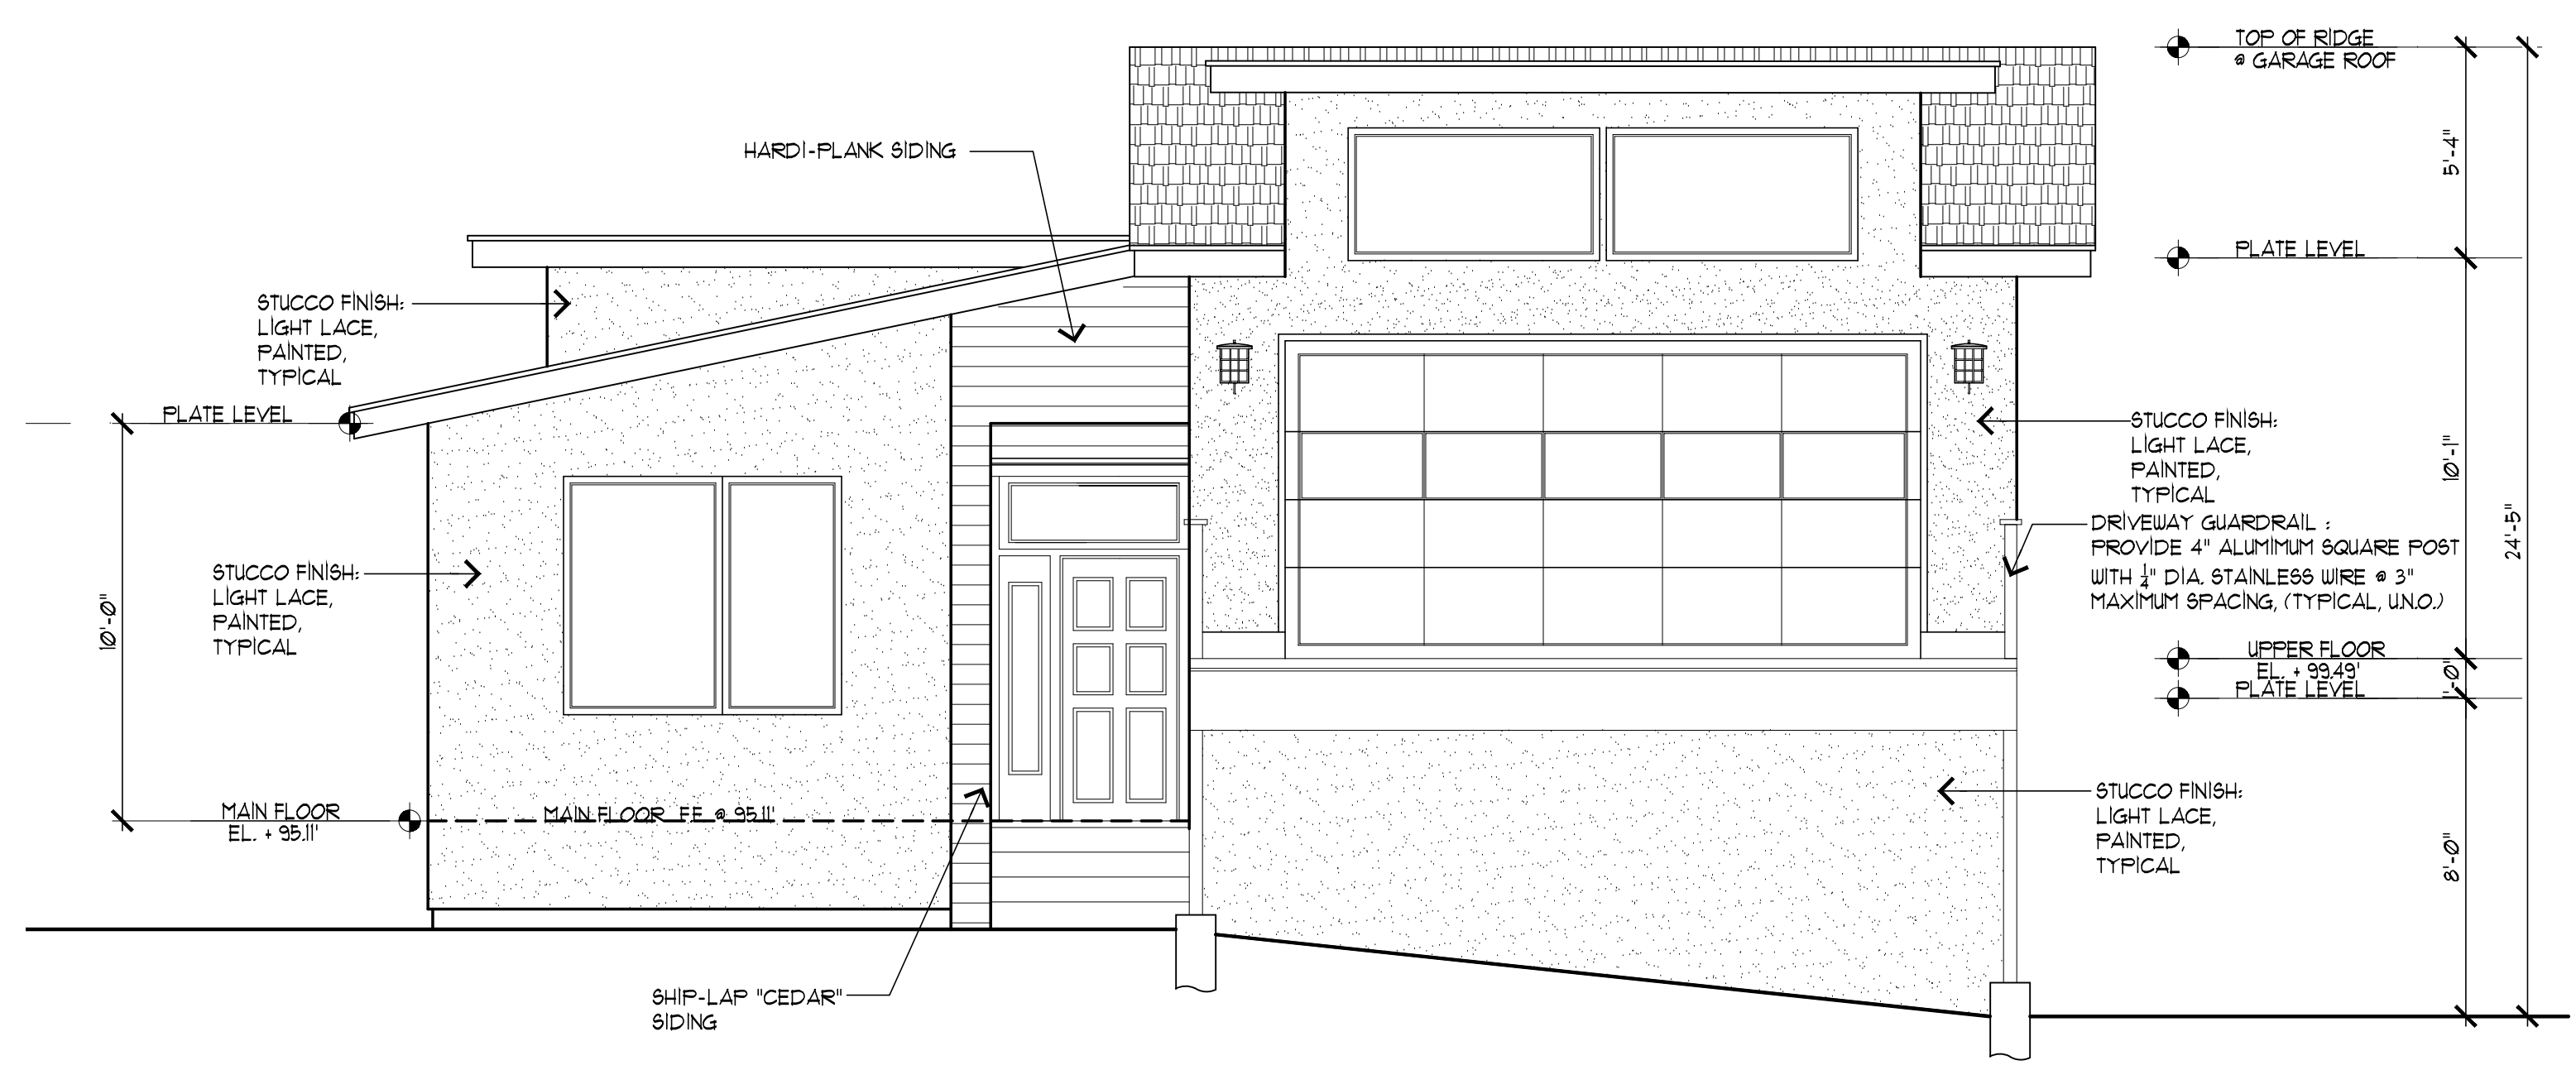 TOP OF RIDGE
@ GARAGE ROOF
HARDI-PLANK SIDING
5'-4"
PLATE LEVEL
STUCCO FINISH:
LIGHT LACE,
PAINTED,
TYPICAL
PLATE LEVEL
STUCCO FINISH:
LIGHT LACE,
PAINTED,
TYPICAL
10'-1"
DRIVEWAY GUARDRAIL :
PROVIDE 4" ALUMIMUM SQUARE POST
WITH 1/4" DIA. STAINLESS WIRE @ 3"
MAXIMUM SPACING, (TYPICAL, U.N.O.)
24'-5"
STUCCO FINISH:
LIGHT LACE,
PAINTED,
TYPICAL
10'-0"
UPPER FLOOR
EL. + 99.49'
PLATE LEVEL
1'-0"
MAIN FLOOR
EL. + 95.11'
MAIN FLOOR F.F. @ 95.11'
STUCCO FINISH:
LIGHT LACE,
PAINTED,
TYPICAL
8'-0"
SHIP-LAP "CEDAR"
SIDING